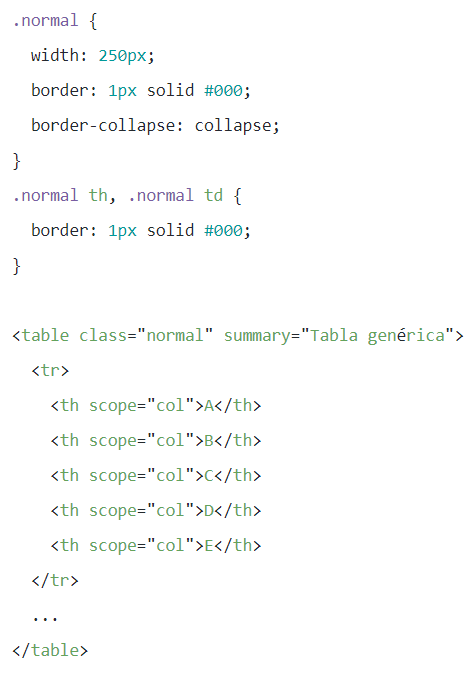 .normal {
  width: 250px;
  border: 1px solid #000;
  border-collapse: collapse;
}
.normal th, .normal td {
  border: 1px solid #000;
}

<table class="normal" summary="Tabla genérica">
  <tr>
    <th scope="col">A</th>
    <th scope="col">B</th>
    <th scope="col">C</th>
    <th scope="col">D</th>
    <th scope="col">E</th>
  </tr>
  ...
</table>